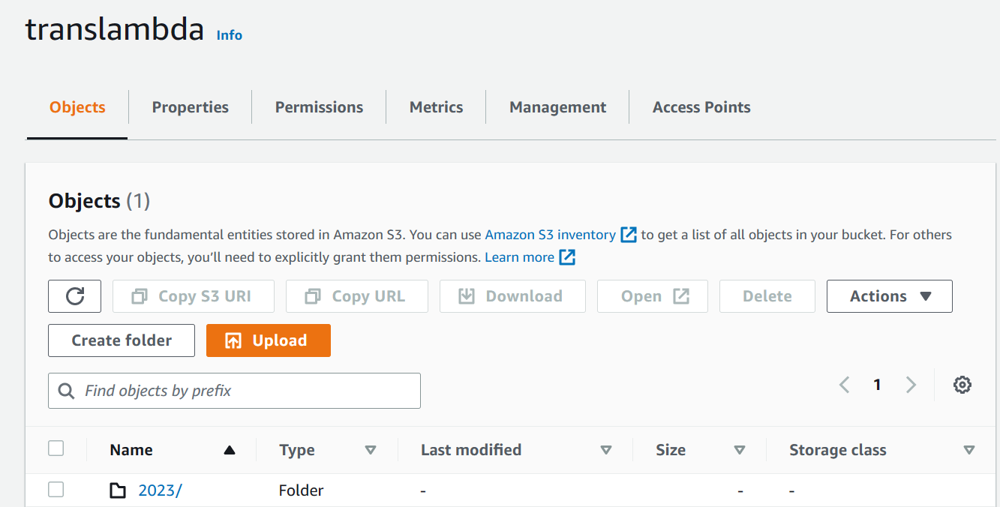 translambda Info
Objects Properties Permissions Metrics Management Access Points
Objects (1)
Objects are the fundamental entities stored in Amazon S3. You can use Amazon S3 inventory to get a list of all objects in your bucket. For others
to access your objects, you’ll need to explicitly grant them permissions. Learn more
Copy S3 URI Copy URL Download Open Delete Actions
Create folder Upload
Find objects by prefix 1
Name Type Last modified Size Storage class
2023/ Folder - - -